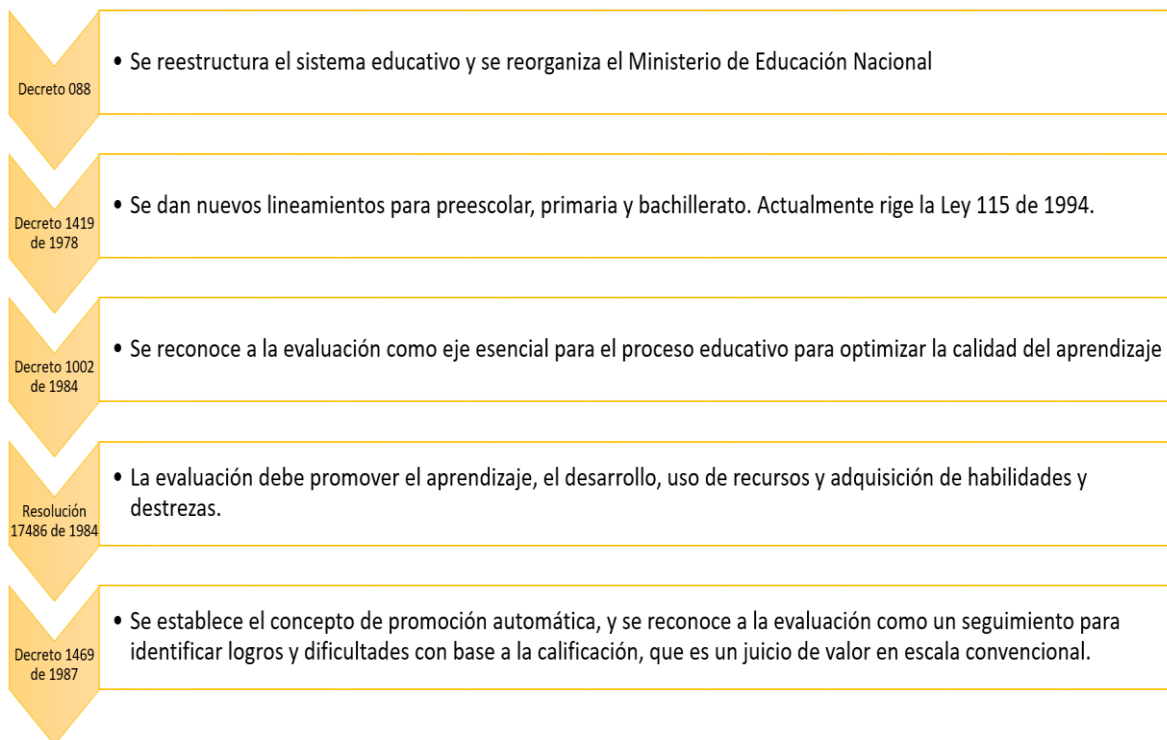 Decreto 088
• Se reestructura el sistema educativo y se reorganiza el Ministerio de Educación Nacional
Decreto 1419
de 1978
• Se dan nuevos lineamientos para preescolar, primaria y bachillerato. Actualmente rige la Ley 115 de 1994.
Decreto 1002
de 1984
• Se reconoce a la evaluación como eje esencial para el proceso educativo para optimizar la calidad del aprendizaje
Resolución
17486 de 1984
• La evaluación debe promover el aprendizaje, el desarrollo, uso de recursos y adquisición de habilidades y
destrezas.
Decreto 1469
de 1987
• Se establece el concepto de promoción automática, y se reconoce a la evaluación como un seguimiento para
identificar logros y dificultades con base a la calificación, que es un juicio de valor en escala convencional.